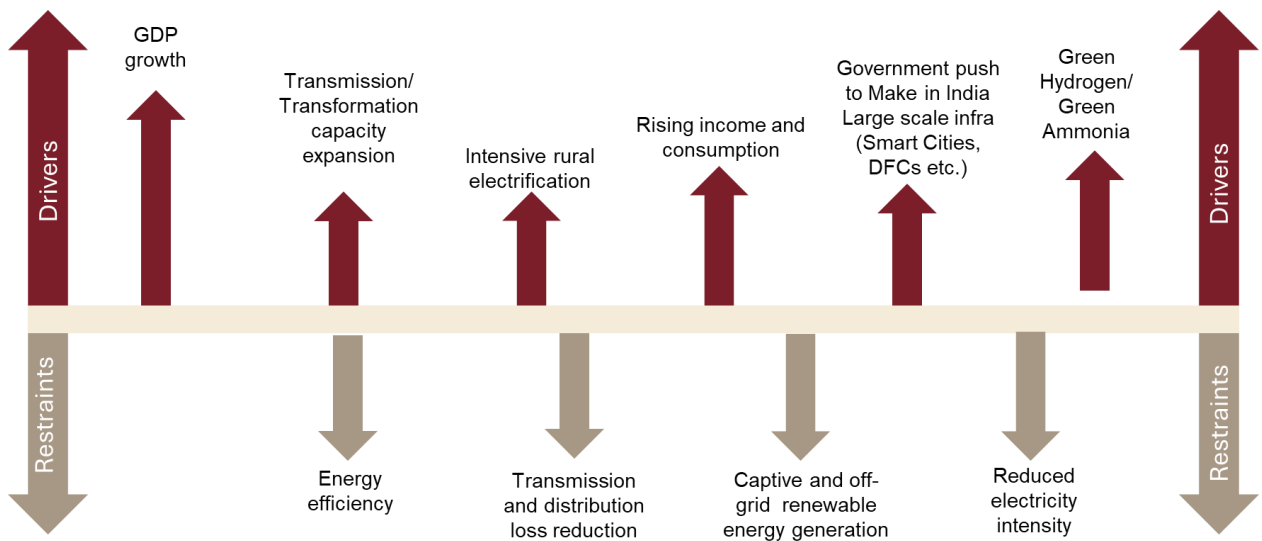 Drivers
GDP
growth
Transmission/
Transformation
capacity
expansion
Intensive rural
electrification
Rising income and
consumption
Government push
to Make in India
Large scale infra
(Smart Cities,
DFCs etc.)
Green
Hydrogen/
Green
Ammonia
Drivers
Restraints
Energy
efficiency
Transmission
and distribution
loss reduction
Captive and off-
grid renewable
energy generation
Reduced
electricity
intensity
Restraints